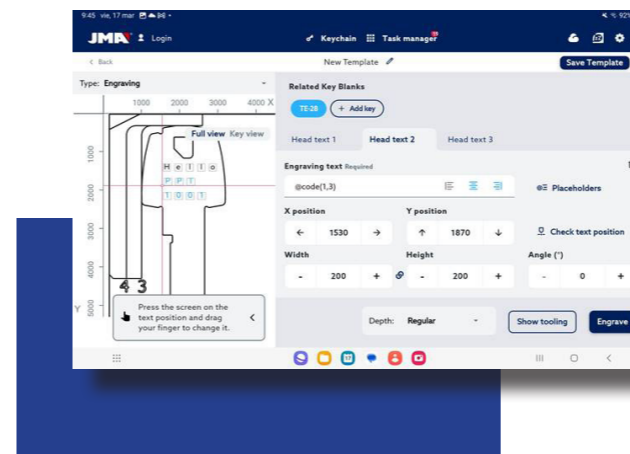 9:45 vie, 17 mar
92%
JMA Login
Keychain Task manager
Back
New Template
Save Template
Type: Engraving
1000 2000 3000 4000 X
Full view Key view
1000
2000
3000
4000
5000
Y
Hello
PPT
TOOT
4 3
Press the screen on the
text position and drag
your finger to change it.
Related Key Blanks
TE-28 + Add key
Head text 1 Head text 2 Head text 3
Engraving text Required
@code(1,3)
Placeholders
X position Y position
1530 1870
Check text position
Width Height Angle (°)
- 200 + - 200 + - 0 +
Depth: Regular
Show tooling Engrave